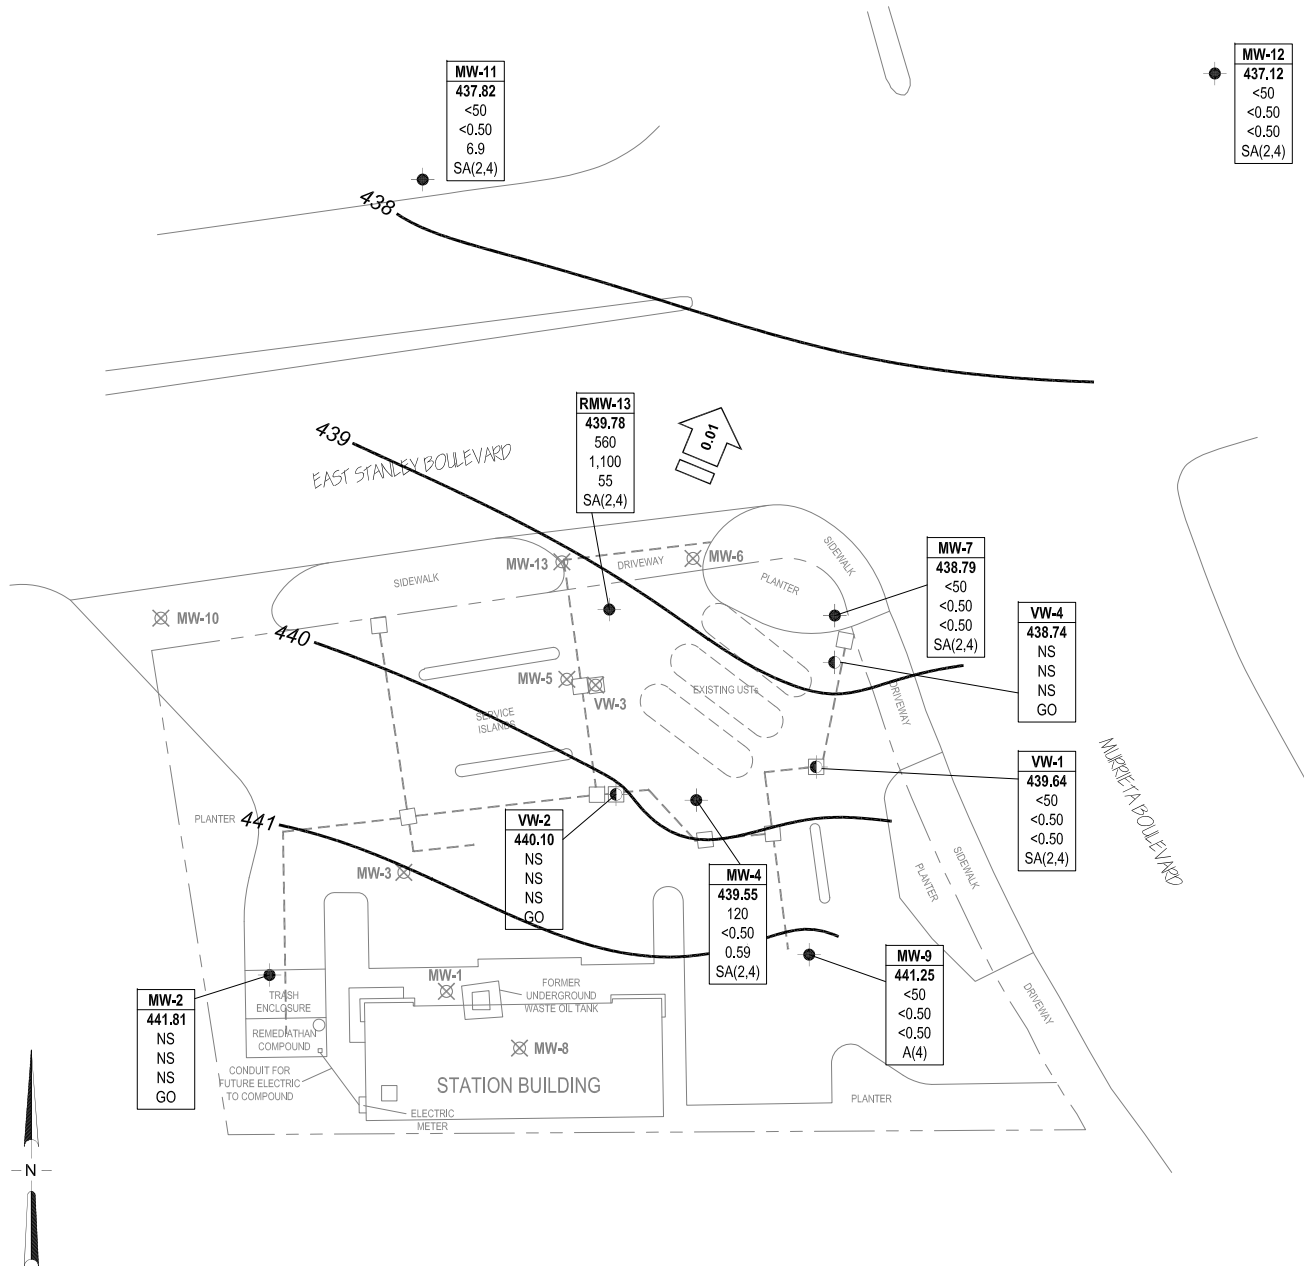 MW-11
437.82
<50
<0.50
6.9
SA(2,4)
MW-12
437.12
<50
<0.50
<0.50
SA(2,4)
438
RMW-13
439.78
560
1,100
55
SA(2,4)
0.01
439
EAST STANLEY BOULEVARD
MW-13
SIDEWALK
DRIVEWAY
MW-6
PLANTER
SIDEWALK
MW-7
438.79
<50
<0.50
<0.50
SA(2,4)
MW-10
VW-4
438.74
NS
NS
NS
GO
440
MW-5
VW-3
EXISTING USTs
DRIVEWAY
SERVICE
ISLANDS
VW-1
439.64
<50
<0.50
<0.50
SA(2,4)
MURRIETA BOULEVARD
PLANTER
441
VW-2
440.10
NS
NS
NS
GO
MW-3
MW-4
439.55
120
<0.50
0.59
SA(2,4)
SIDEWALK
PLANTER
MW-9
441.25
<50
<0.50
<0.50
A(4)
DRIVEWAY
MW-2
441.81
NS
NS
NS
GO
TRASH
ENCLOSURE
REMEDIATHAN
COMPOUND
CONDUIT FOR
FUTURE ELECTRIC
TO COMPOUND
MW-1
FORMER
UNDERGROUND
WASTE OIL TANK
MW-8
STATION BUILDING
ELECTRIC
METER
PLANTER
N